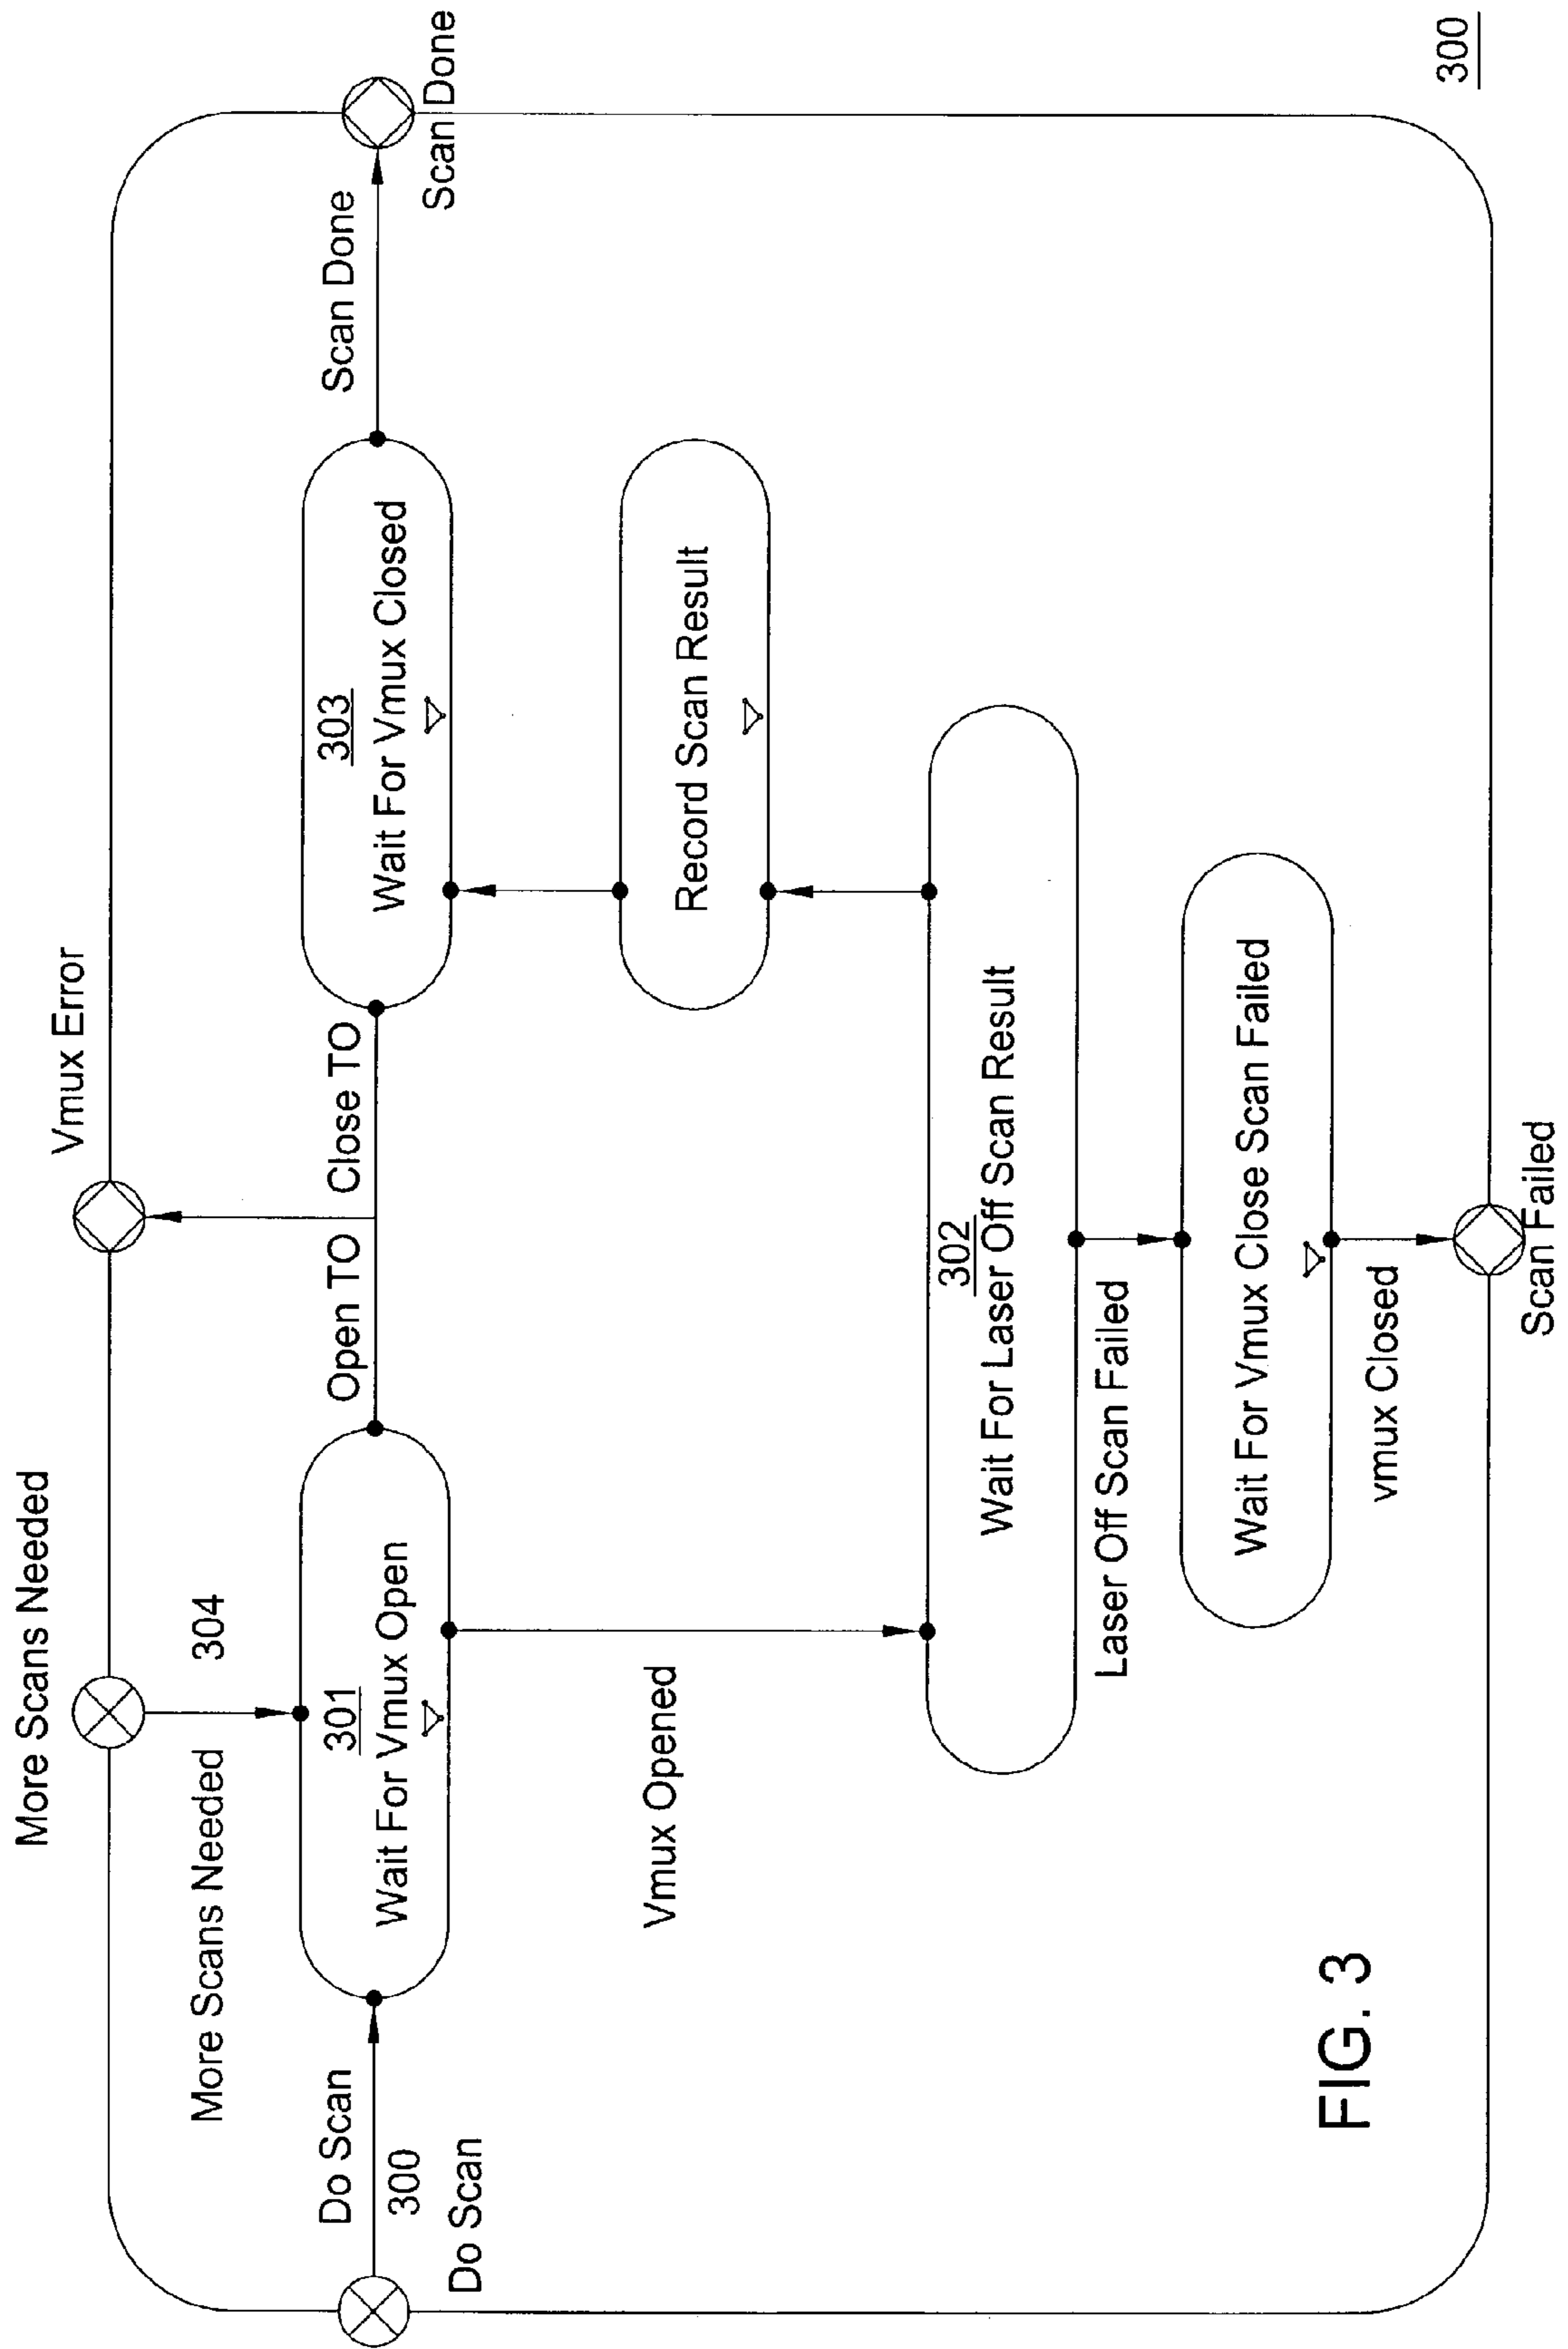 More Scans Needed
Vmux Error
More Scans Needed
304
Do Scan
300
Do Scan
301
Wait For Vmux Open
Open TO
Close TO
303
Wait For Vmux Closed
Scan Done
Scan Done
Vmux Opened
Record Scan Result
302
Wait For Laser Off Scan Result
Laser Off Scan Failed
Wait For Vmux Close Scan Failed
vmux Closed
Scan Failed
FIG. 3
300